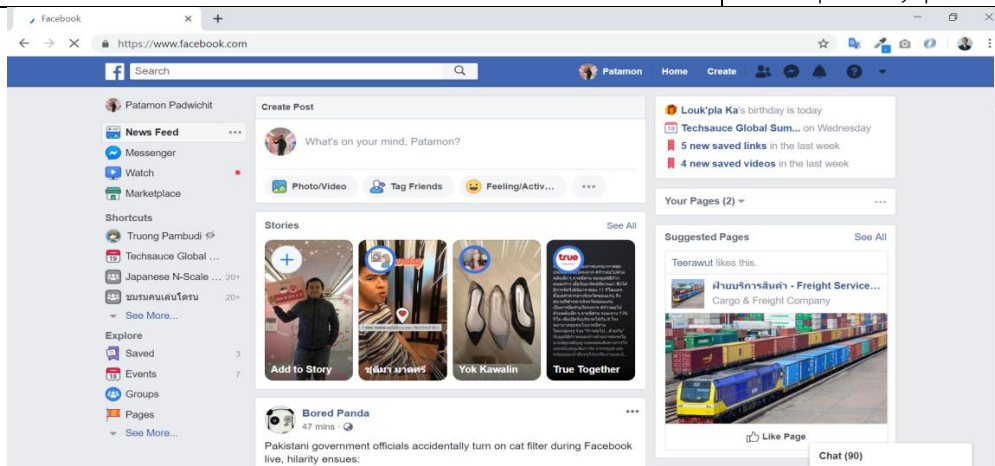 Facebook
https://www.facebook.com
Search
Patamon
Home
Create
Patamon Padwichit
News Feed
Messenger
Watch
Marketplace
Shortcuts
Truong Pambudi
Techsauce Global ...
Japanese N-Scale ... 20+
ชมรมคนเล่นโตรม 20+
See More...
Explore
Saved 3
Events 7
Groups
Pages
See More...
Create Post
What's on your mind, Patamon?
Photo/Video
Tag Friends
Feeling/Activ...
Stories
See All
Add to Story
Yok Kawalin
true
True Together
Bored Panda
47 mins
Pakistani government officials accidentally turn on cat filter during Facebook
live, hilarity ensues:
Louk'pla Ka's birthday is today
Techsauce Global Sum... on Wednesday
5 new saved links in the last week
4 new saved videos in the last week
Your Pages (2)
Suggested Pages
See All
Teerawut likes this.
ฝ่ายบริการสินค้า - Freight Service...
Cargo & Freight Company
Like Page
Chat (90)